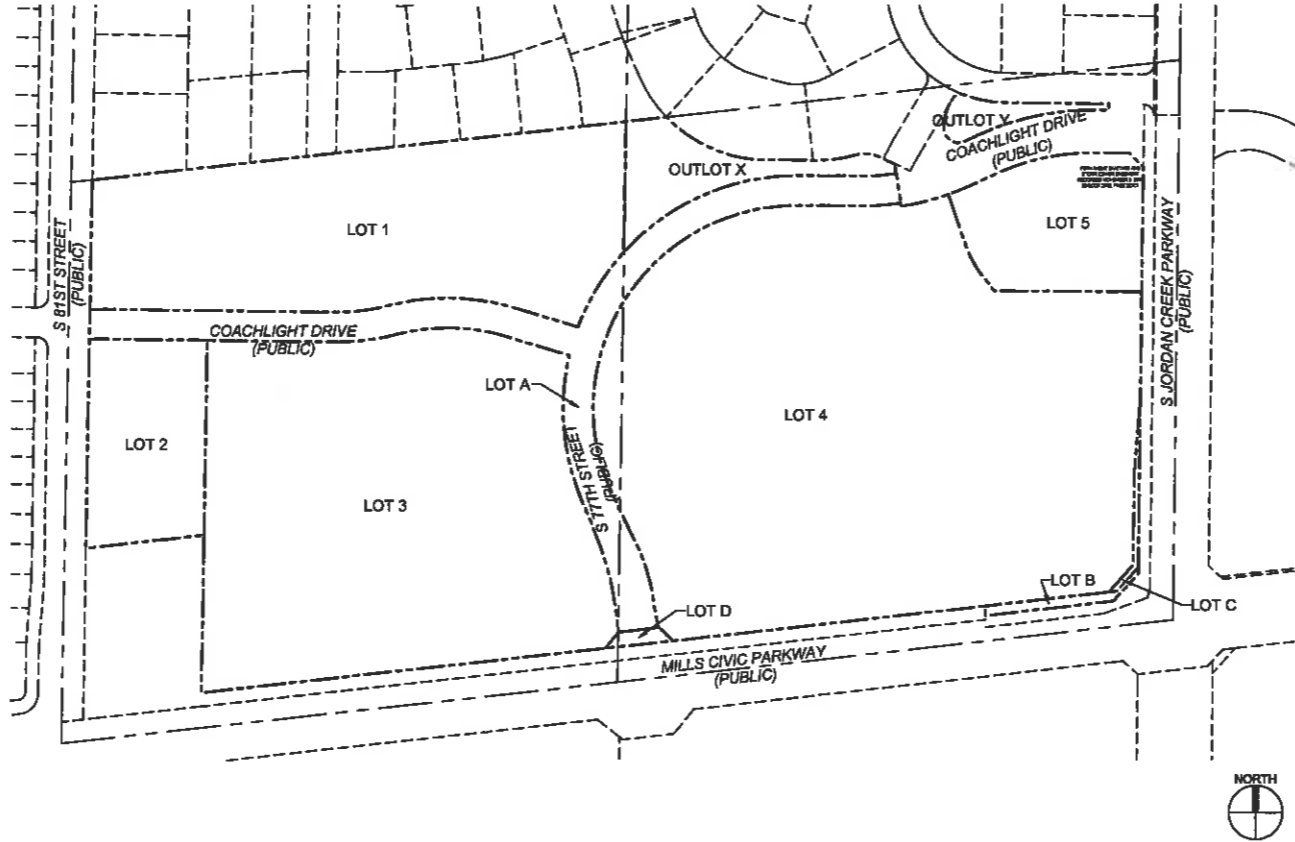 OUTLOT Y
COACHLIGHT DRIVE
(PUBLIC)
OUTLOT X
LOT 1
LOT 5
S 81ST STREET
(PUBLIC)
S JORDAN CREEK PARKWAY
(PUBLIC)
COACHLIGHT DRIVE
(PUBLIC)
LOT A
LOT 4
LOT 2
S 77TH STREET
(PUBLIC)
LOT 3
LOT B
LOT C
LOT D
MILLS CIVIC PARKWAY
(PUBLIC)
NORTH